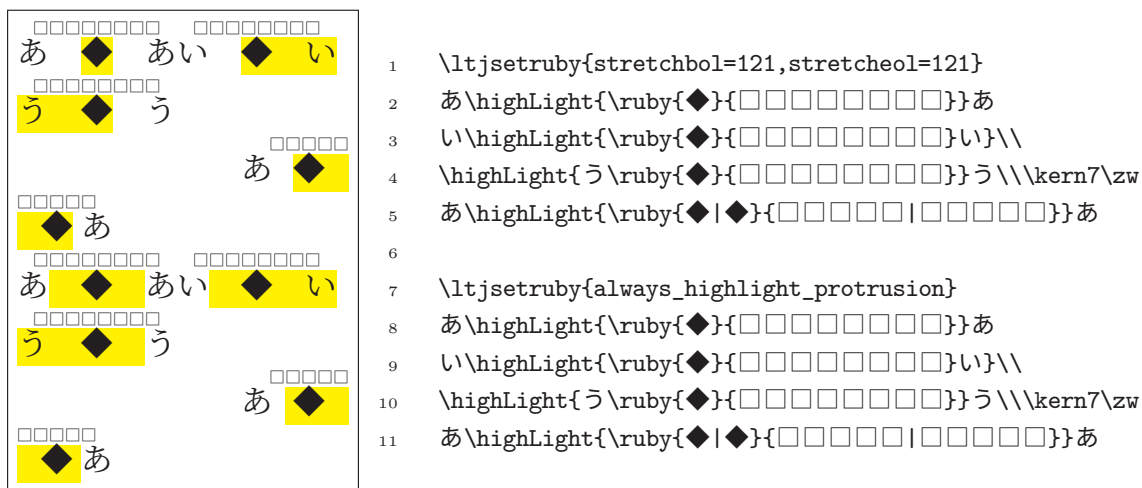 □□□□□□□□ □□□□□□□□
あ ◆ あい ◆ い
□□□□□□□□
う ◆ う
□□□□□
あ ◆
□□□□□
◆ あ
□□□□□□□□ □□□□□□□□
あ ◆ あい ◆ い
□□□□□□□□
う ◆ う
□□□□□
あ ◆
□□□□□
◆ あ
1 \ltjsetruby{stretchbol=121,stretcheol=121}
2 あ\highLight{\ruby{◆}{□□□□□□□□}}あ
3 い\highLight{\ruby{◆}{□□□□□□□□}い}\\
4 \highLight{う\ruby{◆}{□□□□□□□□}}う\\\kern7\zw
5 あ\highLight{\ruby{◆|◆}{□□□□□|□□□□□}}あ
6
7 \ltjsetruby{always_highlight_protrusion}
8 あ\highLight{\ruby{◆}{□□□□□□□□}}あ
9 い\highLight{\ruby{◆}{□□□□□□□□}い}\\
10 \highLight{う\ruby{◆}{□□□□□□□□}}う\\\kern7\zw
11 あ\highLight{\ruby{◆|◆}{□□□□□|□□□□□}}あ